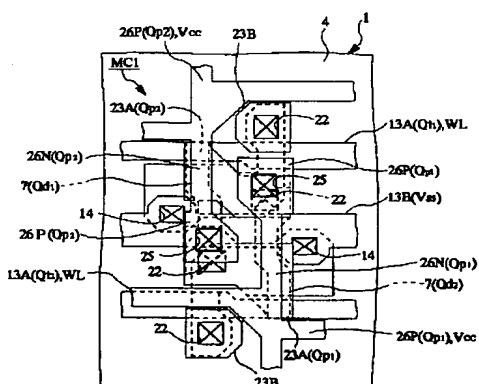 26P(Qp2),Vcc
23B
4
1
MC1
23A(Qp2)
22
13A(Qt1),WL
26N(Qp2)
26P(Qp1)
25
22
7(Qd1)
13B(Vss)
14
26P(Qp2)
25
14
22
13A(Qt2),WL
26N(Qp1)
7(Qd2)
22
26P(Qp1),Vcc
23A(Qp1)
23B